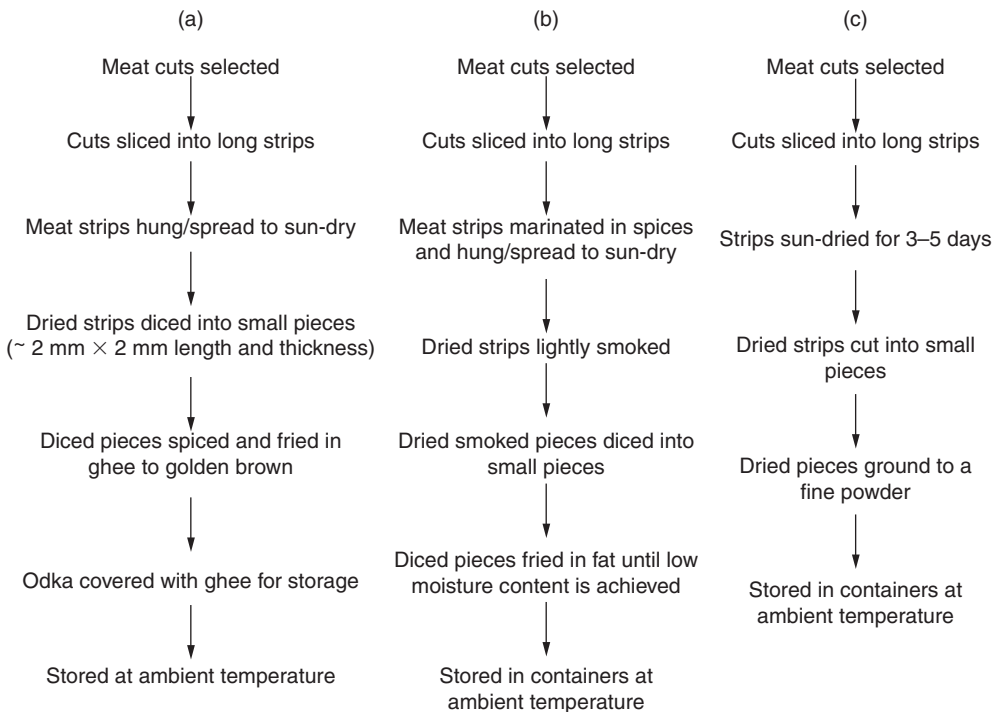 (a)
Meat cuts selected
Cuts sliced into long strips
Meat strips hung/spread to sun-dry
Dried strips diced into small pieces
(~ 2 mm × 2 mm length and thickness)
Diced pieces spiced and fried in
ghee to golden brown
Odka covered with ghee for storage
Stored at ambient temperature
(b)
Meat cuts selected
Cuts sliced into long strips
Meat strips marinated in spices
and hung/spread to sun-dry
Dried strips lightly smoked
Dried smoked pieces diced into
small pieces
Diced pieces fried in fat until low
moisture content is achieved
Stored in containers at
ambient temperature
(c)
Meat cuts selected
Cuts sliced into long strips
Strips sun-dried for 3–5 days
Dried strips cut into small
pieces
Dried pieces ground to a
fine powder
Stored in containers at
ambient temperature